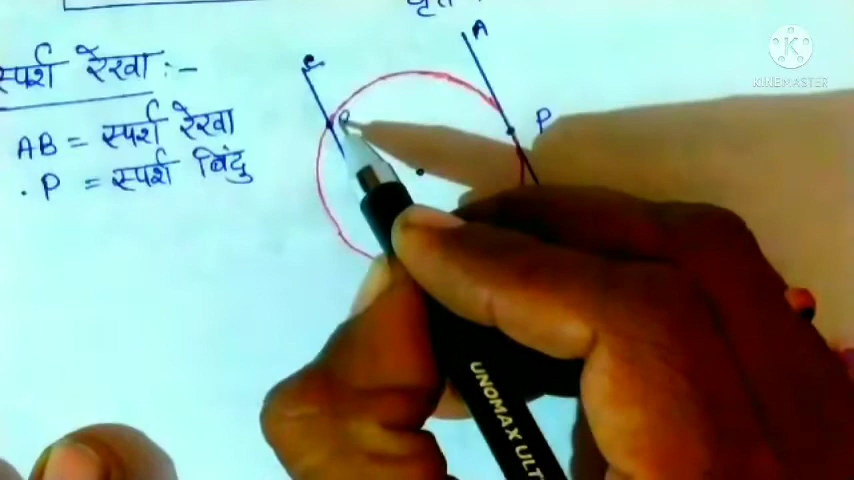 स्पर्श रेखा :-
AB = स्पर्श रेखा
. P = स्पर्श बिंदु
A
P
KINEMASTER
UNOMAX ULT